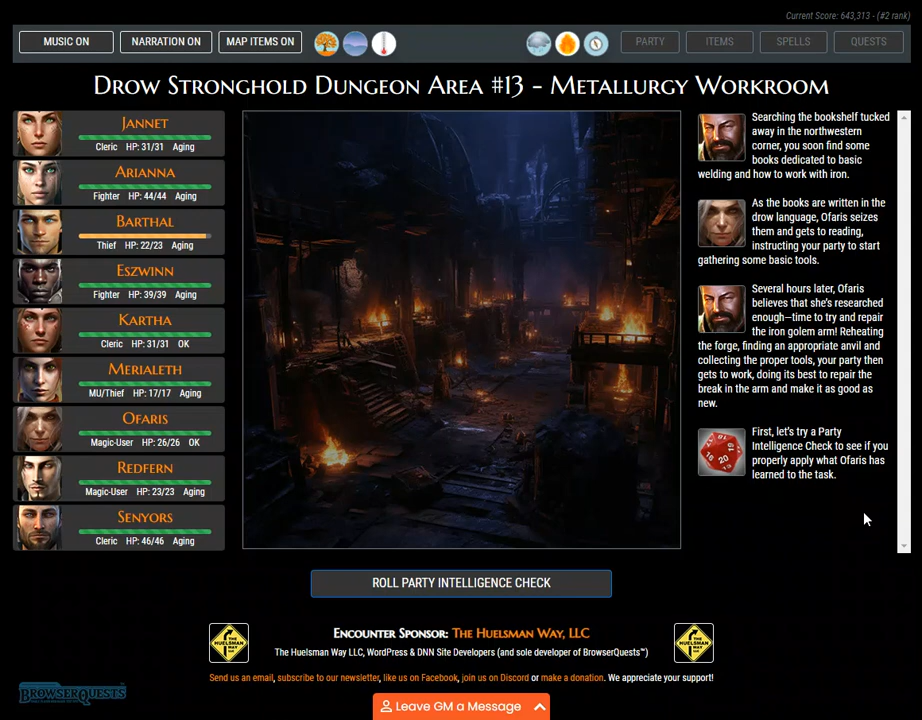 Current Score: 643,313 - (#2 rank)
MUSIC ON
NARRATION ON
MAP ITEMS ON
PARTY
ITEMS
SPELLS
QUESTS
Drow Stronghold Dungeon Area #13 - Metallurgy Workroom
Jannet
Cleric HP: 31/31 Aging
Arianna
Fighter HP: 44/44 Aging
Barthal
Thief HP: 22/23 Aging
Eszwinn
Fighter HP: 39/39 Aging
Kartha
Cleric HP: 31/31 OK
Merialeth
MU/Thief HP: 17/17 Aging
Ofaris
Magic-User HP: 26/26 OK
Redfern
Magic-User HP: 23/23 Aging
Senyors
Cleric HP: 46/46 Aging
Searching the bookshelf tucked
away in the northwestern
corner, you soon find some
books dedicated to basic
welding and how to work with iron.
As the books are written in the
drow language, Ofaris seizes
them and gets to reading,
instructing your party to start
gathering some basic tools.
Several hours later, Ofaris
believes that she's researched
enough—time to try and repair
the iron golem arm! Reheating
the forge, finding an appropriate anvil and
collecting the proper tools, your party then
gets to work, doing its best to repair the
break in the arm and make it as good as
new.
First, let's try a Party
Intelligence Check to see if you
properly apply what Ofaris has
learned to the task.
ROLL PARTY INTELLIGENCE CHECK
Encounter Sponsor: The Huelsman Way, LLC
The Huelsman Way LLC, WordPress & DNN Site Developers (and sole developer of BrowserQuests™)
Send us an email, subscribe to our newsletter, like us on Facebook, join us on Discord or make a donation. We appreciate your support!
THE
HUELSMAN
WAY
THE
HUELSMAN
WAY
BrowserQuests
Leave GM a Message